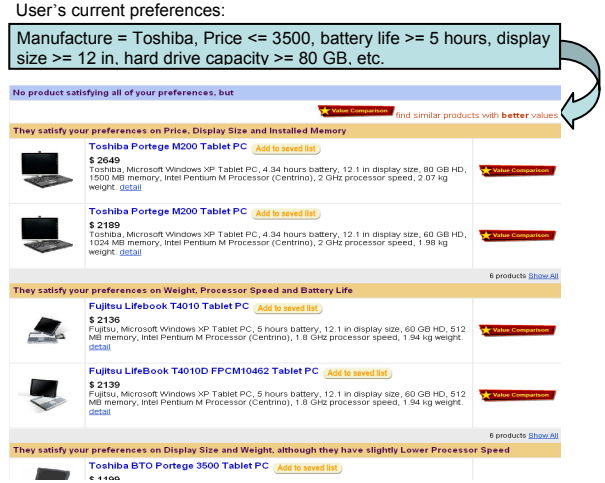 User's current preferences:
Manufacture = Toshiba, Price <= 3500, battery life >= 5 hours, display
size >= 12 in, hard drive capacity >= 80 GB, etc.
No product satisfying all of your preferences, but
Value Comparison find similar products with better values
They satisfy your preferences on Price, Display Size and Installed Memory
Toshiba Portege M200 Tablet PC Add to saved list
$ 2649
Toshiba, Microsoft Windows XP Tablet PC, 4.34 hours battery, 12.1 in display size, 80 GB HD,
1500 MB memory, Intel Pentium M Processor (Centrino), 2 GHz processor speed, 2.07 kg
weight. detail
Value Comparison
Toshiba Portege M200 Tablet PC Add to saved list
$ 2189
Toshiba, Microsoft Windows XP Tablet PC, 4.34 hours battery, 12.1 in display size, 60 GB HD,
1024 MB memory, Intel Pentium M Processor (Centrino), 2 GHz processor speed, 1.98 kg
weight. detail
Value Comparison
6 products Show All
They satisfy your preferences on Weight, Processor Speed and Battery Life
Fujitsu Lifebook T4010 Tablet PC Add to saved list
$ 2136
Fujitsu, Microsoft Windows XP Tablet PC, 5 hours battery, 12.1 in display size, 60 GB HD, 512
MB memory, Intel Pentium M Processor (Centrino), 1.8 GHz processor speed, 1.94 kg weight.
detail
Value Comparison
Fujitsu LifeBook T4010D FPCM10462 Tablet PC Add to saved list
$ 2139
Fujitsu, Microsoft Windows XP Tablet PC, 5 hours battery, 12.1 in display size, 60 GB HD, 512
MB memory, Intel Pentium M Processor (Centrino), 1.8 GHz processor speed, 1.94 kg weight.
detail
Value Comparison
6 products Show All
They satisfy your preferences on Display Size and Weight, although they have slightly Lower Processor Speed
Toshiba BTO Portege 3500 Tablet PC Add to saved list
$ 1199